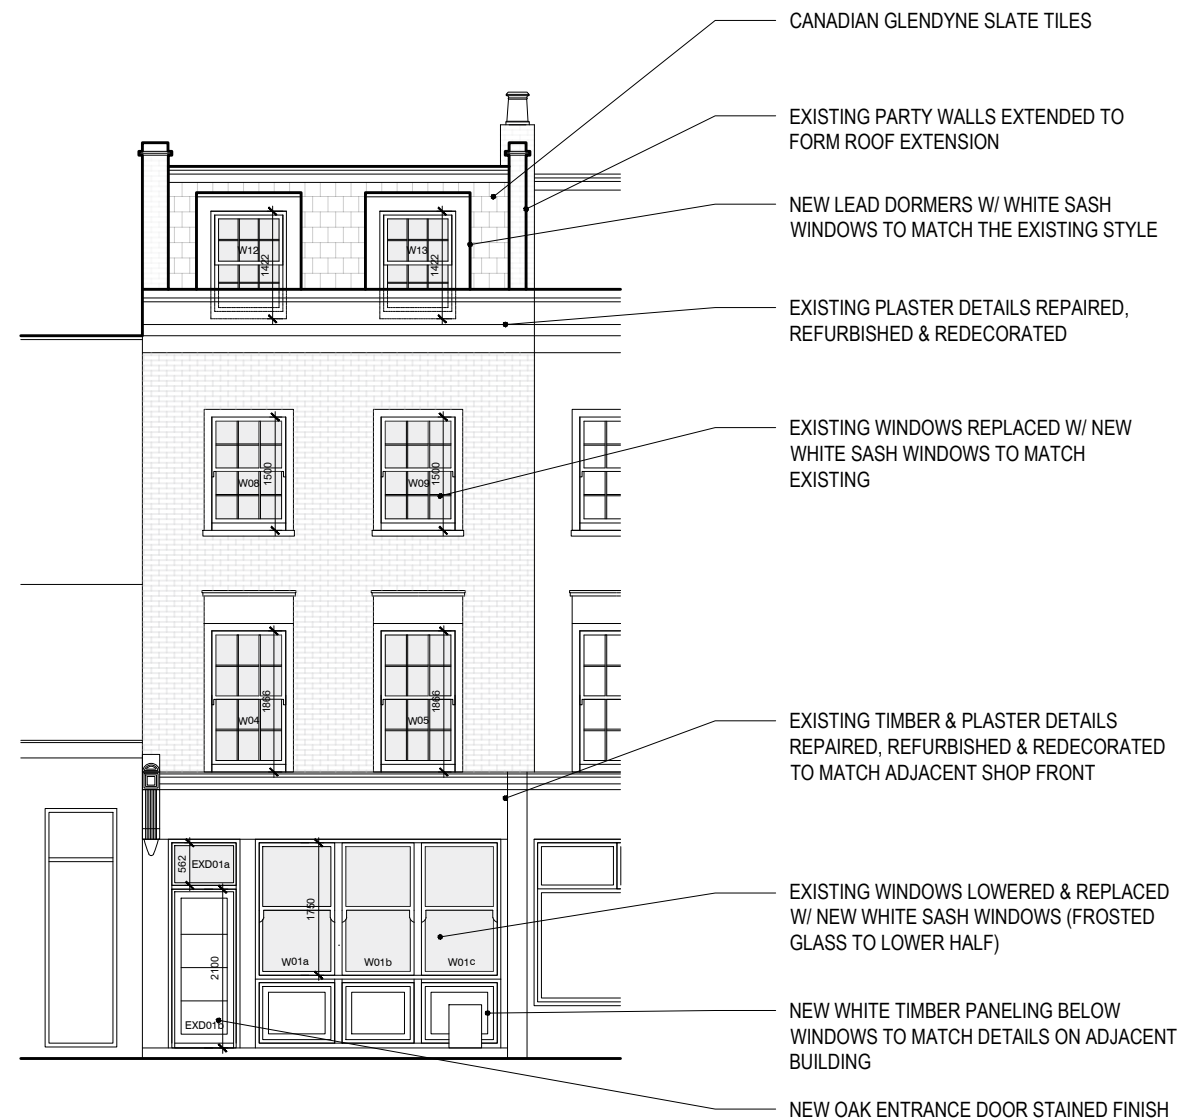 CANADIAN GLENDYNE SLATE TILES
EXISTING PARTY WALLS EXTENDED TO
FORM ROOF EXTENSION
NEW LEAD DORMERS W/ WHITE SASH
WINDOWS TO MATCH THE EXISTING STYLE
W12
1422
W13
1422
EXISTING PLASTER DETAILS REPAIRED,
REFURBISHED & REDECORATED
EXISTING WINDOWS REPLACED W/ NEW
WHITE SASH WINDOWS TO MATCH
EXISTING
W08
1500
W09
1500
W04
1866
W05
1866
EXISTING TIMBER & PLASTER DETAILS
REPAIRED, REFURBISHED & REDECORATED
TO MATCH ADJACENT SHOP FRONT
562
EXD01a
1750
W01a
W01b
W01c
EXISTING WINDOWS LOWERED & REPLACED
W/ NEW WHITE SASH WINDOWS (FROSTED
GLASS TO LOWER HALF)
2100
EXD01b
NEW WHITE TIMBER PANELING BELOW
WINDOWS TO MATCH DETAILS ON ADJACENT
BUILDING
NEW OAK ENTRANCE DOOR STAINED FINISH